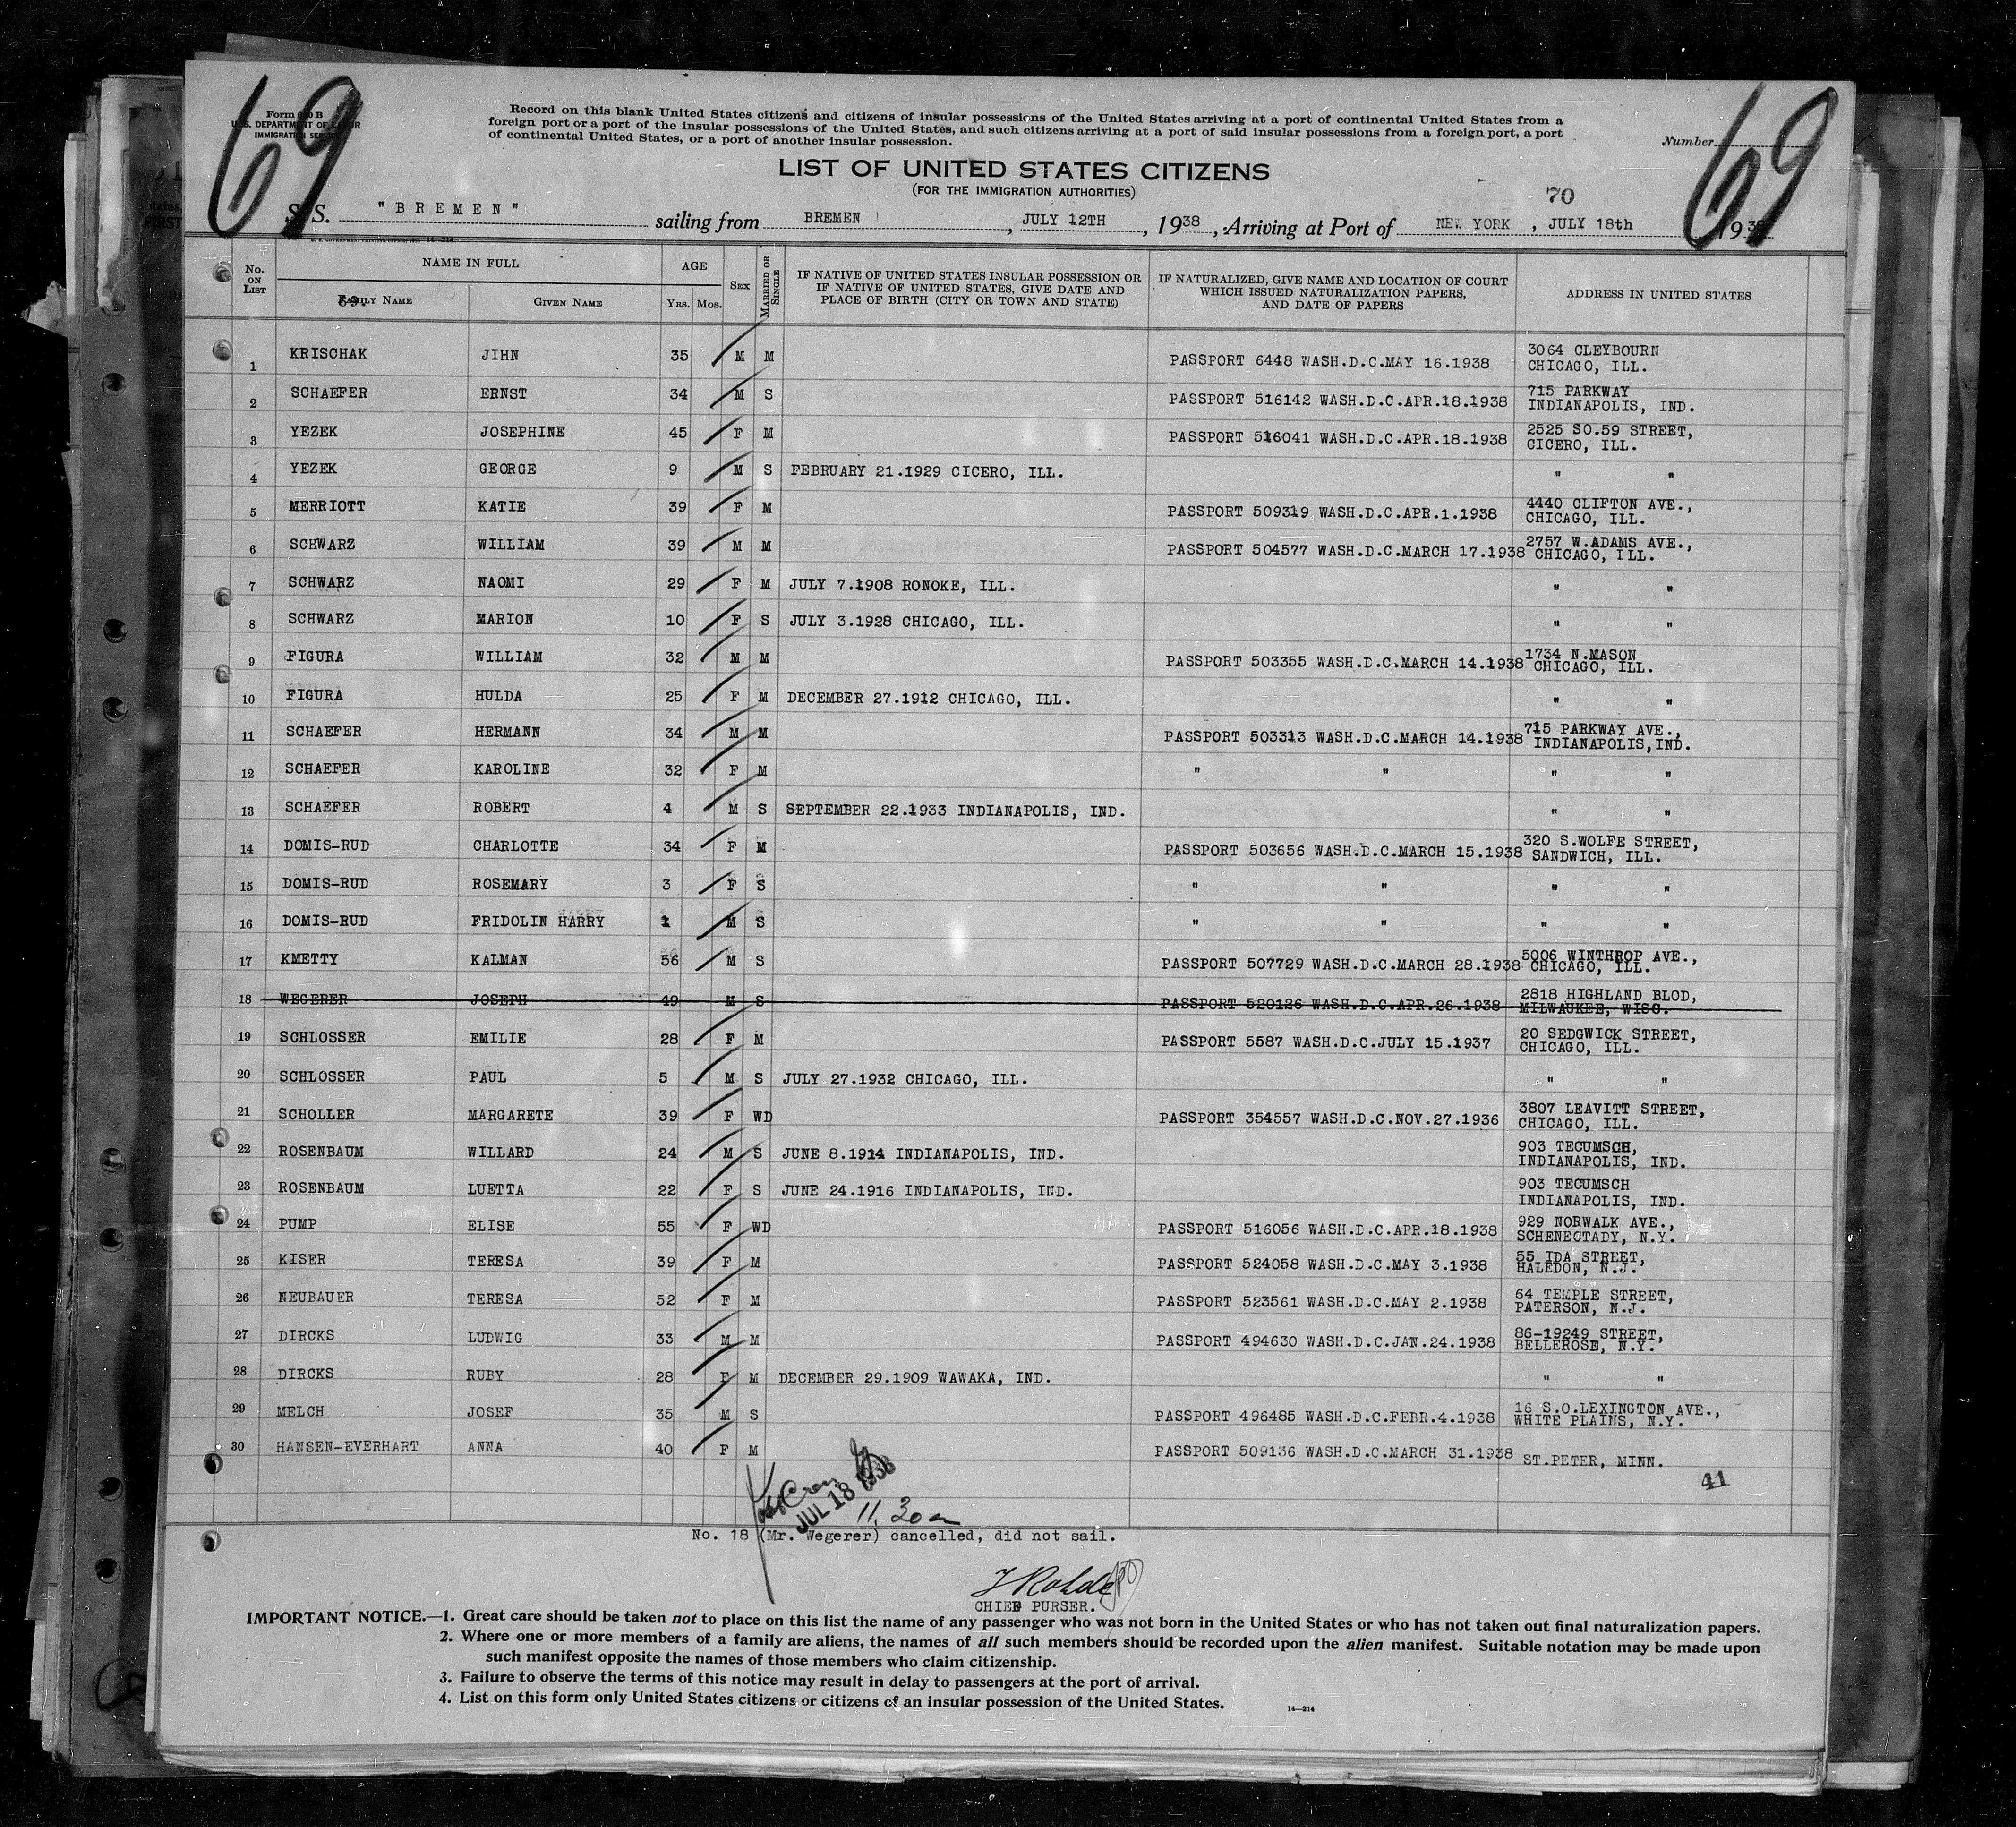 69
69
Form 630 B
U. S. DEPARTMENT OF LABOR
IMMIGRATION SERVICE
Record on this blank United States citizens and citizens of insular possessions of the United States arriving at a port of continental United States from a
foreign port or a port of the insular possessions of the United States, and such citizens arriving at a port of said insular possessions from a foreign port, a port
of continental United States, or a port of another insular possession.
Number
LIST OF UNITED STATES CITIZENS
(FOR THE IMMIGRATION AUTHORITIES)
70
S. S. "BREMEN" sailing from BREMEN, JULY 12TH, 1938, Arriving at Port of NEW YORK, JULY 18th 1938
14—214
No. ON LIST NAME IN FULL AGE SEX MARRIED OR SINGLE IF NATIVE OF UNITED STATES INSULAR POSSESSION OR IF NATIVE OF UNITED STATES, GIVE DATE AND PLACE OF BIRTH (CITY OR TOWN AND STATE) IF NATURALIZED, GIVE NAME AND LOCATION OF COURT WHICH ISSUED NATURALIZATION PAPERS, AND DATE OF PAPERS ADDRESS IN UNITED STATES
FAMILY NAME GIVEN NAME YRS. MOS.
1 KRISCHAK JIHN 35 M M PASSPORT 6448 WASH.D.C.MAY 16.1938 3064 CLEYBOURN
CHICAGO, ILL.
2 SCHAEFER ERNST 34 M S PASSPORT 516142 WASH.D.C.APR.18.1938 715 PARKWAY
INDIANAPOLIS, IND.
3 YEZEK JOSEPHINE 45 F M PASSPORT 516041 WASH.D.C.APR.18.1938 2525 SO.59 STREET,
CICERO, ILL.
4 YEZEK GEORGE 9 M S FEBRUARY 21.1929 CICERO, ILL. " "
5 MERRIOTT KATIE 39 F M PASSPORT 509319 WASH.D.C.APR.1.1938 4440 CLIFTON AVE.,
CHICAGO, ILL.
6 SCHWARZ WILLIAM 39 M M PASSPORT 504577 WASH.D.C.MARCH 17.1938 2757 W.ADAMS AVE.,
CHICAGO, ILL.
7 SCHWARZ NAOMI 29 F M JULY 7.1908 RONOKE, ILL. " "
8 SCHWARZ MARION 10 F S JULY 3.1928 CHICAGO, ILL. " "
9 FIGURA WILLIAM 32 M M PASSPORT 503355 WASH.D.C.MARCH 14.1938 1734 N.MASON
CHICAGO, ILL.
10 FIGURA HULDA 25 F M DECEMBER 27.1912 CHICAGO, ILL. " "
11 SCHAEFER HERMANN 34 M M PASSPORT 503313 WASH.D.C.MARCH 14.1938 715 PARKWAY AVE.,
INDIANAPOLIS,IND.
12 SCHAEFER KAROLINE 32 F M " " " "
13 SCHAEFER ROBERT 4 M S SEPTEMBER 22.1933 INDIANAPOLIS, IND. " "
14 DOMIS-RUD CHARLOTTE 34 F M PASSPORT 503656 WASH.D.C.MARCH 15.1938 320 S.WOLFE STREET,
SANDWICH, ILL.
15 DOMIS-RUD ROSEMARY 3 F S " " " "
16 DOMIS-RUD FRIDOLIN HARRY 1 M S " " " "
17 KMETTY KALMAN 56 M S PASSPORT 507729 WASH.D.C.MARCH 28.1938 5006 WINTHROP AVE.,
CHICAGO, ILL.
18 WEGERER JOSEPH 49 M S PASSPORT 520126 WASH.D.C.APR.26.1938 2818 HIGHLAND BLOD,
MILWAUKEE, WISC.
19 SCHLOSSER EMILIE 28 F M PASSPORT 5587 WASH.D.C.JULY 15.1937 20 SEDGWICK STREET,
CHICAGO, ILL.
20 SCHLOSSER PAUL 5 M S JULY 27.1932 CHICAGO, ILL. " "
21 SCHOLLER MARGARETE 39 F WD PASSPORT 354557 WASH.D.C.NOV.27.1936 3807 LEAVITT STREET,
CHICAGO, ILL.
22 ROSENBAUM WILLARD 24 M S JUNE 8.1914 INDIANAPOLIS, IND. 903 TECUMSCH,
INDIANAPOLIS, IND.
23 ROSENBAUM LUETTA 22 F S JUNE 24.1916 INDIANAPOLIS, IND. 903 TECUMSCH
INDIANAPOLIS, IND.
24 PUMP ELISE 55 F WD PASSPORT 516056 WASH.D.C.APR.18.1938 929 NORWALK AVE.,
SCHENECTADY, N.Y.
25 KISER TERESA 39 F M PASSPORT 524058 WASH.D.C.MAY 3.1938 55 IDA STREET,
HALEDON, N.J.
26 NEUBAUER TERESA 52 F M PASSPORT 523561 WASH.D.C.MAY 2.1938 64 TEMPLE STREET,
PATERSON, N.J.
27 DIRCKS LUDWIG 33 M M PASSPORT 494630 WASH.D.C.JAN.24.1938 86-19249 STREET,
BELLEROSE, N.Y.
28 DIRCKS RUBY 28 F M DECEMBER 29.1909 WAWAKA, IND. " "
29 MELCH JOSEF 35 M S PASSPORT 496485 WASH.D.C.FEBR.4.1938 16 S.O.LEXINGTON AVE.,
WHITE PLAINS, N.Y.
30 HANSEN-EVERHART ANNA 40 F M PASSPORT 509136 WASH.D.C.MARCH 31.1938 ST.PETER, MINN.
41
JUL 18 1938
11.30 am
No. 18 (Mr. Wegerer) cancelled, did not sail.
J Rohde
CHIEF PURSER.
IMPORTANT NOTICE.—1. Great care should be taken not to place on this list the name of any passenger who was not born in the United States or who has not taken out final naturalization papers.
2. Where one or more members of a family are aliens, the names of all such members should be recorded upon the alien manifest. Suitable notation may be made upon
such manifest opposite the names of those members who claim citizenship.
3. Failure to observe the terms of this notice may result in delay to passengers at the port of arrival.
4. List on this form only United States citizens or citizens of an insular possession of the United States.
14—214